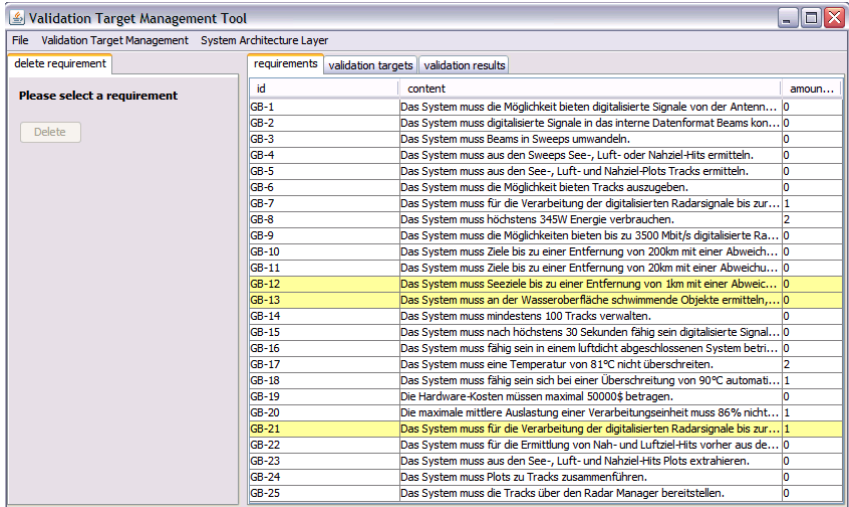 Validation Target Management Tool
File Validation Target Management System Architecture Layer
delete requirement
requirements validation targets validation results
Please select a requirement
Delete
id content amoun...
GB-1 Das System muss die Möglichkeit bieten digitalisierte Signale von der Antenn... 0
GB-2 Das System muss digitalisierte Signale in das interne Datenformat Beams kon... 0
GB-3 Das System muss Beams in Sweeps umwandeln. 0
GB-4 Das System muss aus den Sweeps See-, Luft- oder Nahziel-Hits ermitteln. 0
GB-5 Das System muss aus den See-, Luft- und Nahziel-Plots Tracks ermitteln. 0
GB-6 Das System muss die Möglichkeit bieten Tracks auszugeben. 0
GB-7 Das System muss für die Verarbeitung der digitalisierten Radarsignale bis zur... 1
GB-8 Das System muss höchstens 345W Energie verbrauchen. 2
GB-9 Das System muss die Möglichkeiten bieten bis zu 3500 Mbit/s digitalisierte Ra... 0
GB-10 Das System muss Ziele bis zu einer Entfernung von 200km mit einer Abweich... 0
GB-11 Das System muss Ziele bis zu einer Entfernung von 20km mit einer Abweichu... 0
GB-12 Das System muss Seeziele bis zu einer Entfernung von 1km mit einer Abweic... 0
GB-13 Das System muss an der Wasseroberfläche schwimmende Objekte ermitteln,... 0
GB-14 Das System muss mindestens 100 Tracks verwalten. 0
GB-15 Das System muss nach höchstens 30 Sekunden fähig sein digitalisierte Signal... 0
GB-16 Das System muss fähig sein in einem luftdicht abgeschlossenen System betri... 0
GB-17 Das System muss eine Temperatur von 81°C nicht überschreiten. 2
GB-18 Das System muss fähig sein sich bei einer Überschreitung von 90°C automati... 1
GB-19 Die Hardware-Kosten müssen maximal 50000$ betragen. 0
GB-20 Die maximale mittlere Auslastung einer Verarbeitungseinheit muss 86% nicht... 1
GB-21 Das System muss für die Verarbeitung der digitalisierten Radarsignale bis zur... 1
GB-22 Das System muss für die Ermittlung von Nah- und Luftziel-Hits vorher aus de... 0
GB-23 Das System muss aus den See-, Luft- und Nahziel-Hits Plots extrahieren. 0
GB-24 Das System muss Plots zu Tracks zusammenführen. 0
GB-25 Das System muss die Tracks über den Radar Manager bereitstellen. 0